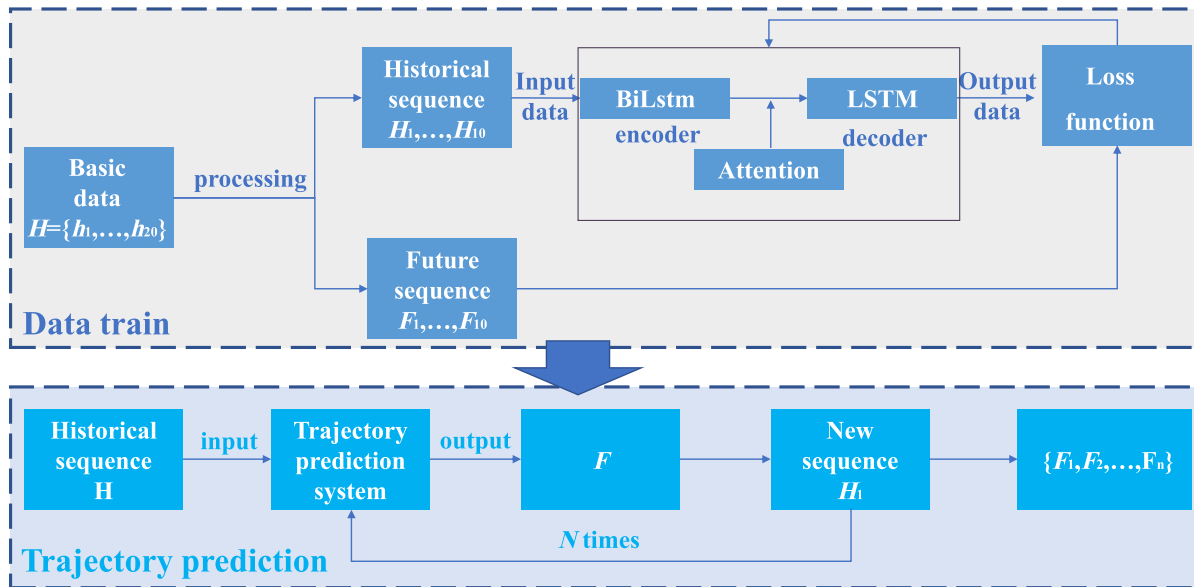 Basic
data
H={h₁,…,h₂₀}
processing
Historical
sequence
H₁,…,H₁₀
Input
data
BiLstm
encoder
Attention
LSTM
decoder
Output
data
Loss
function
Future
sequence
F₁,…,F₁₀
Data train
Historical
sequence
H
input
Trajectory
prediction
system
output
F
New
sequence
H₁
{F₁,F₂,…,Fₙ}
N times
Trajectory prediction